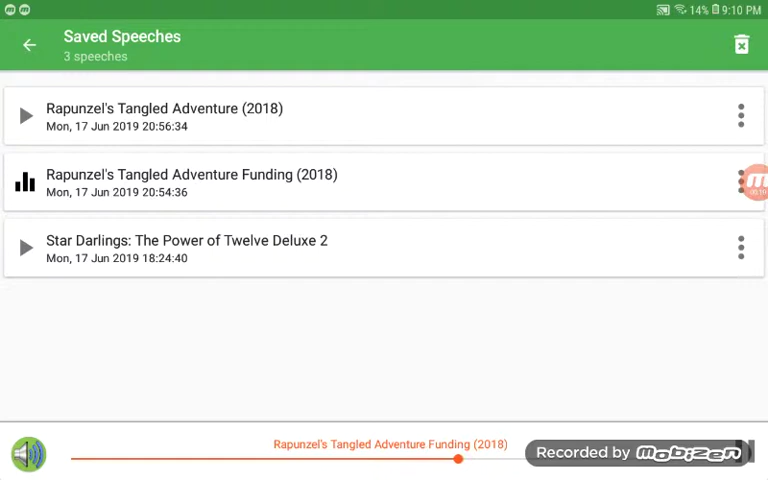 14% 9:10 PM
Saved Speeches
3 speeches
Rapunzel's Tangled Adventure (2018)
Mon, 17 Jun 2019 20:56:34
Rapunzel's Tangled Adventure Funding (2018)
Mon, 17 Jun 2019 20:54:36
Star Darlings: The Power of Twelve Deluxe 2
Mon, 17 Jun 2019 18:24:40
Rapunzel's Tangled Adventure Funding (2018)
Recorded by mobizen